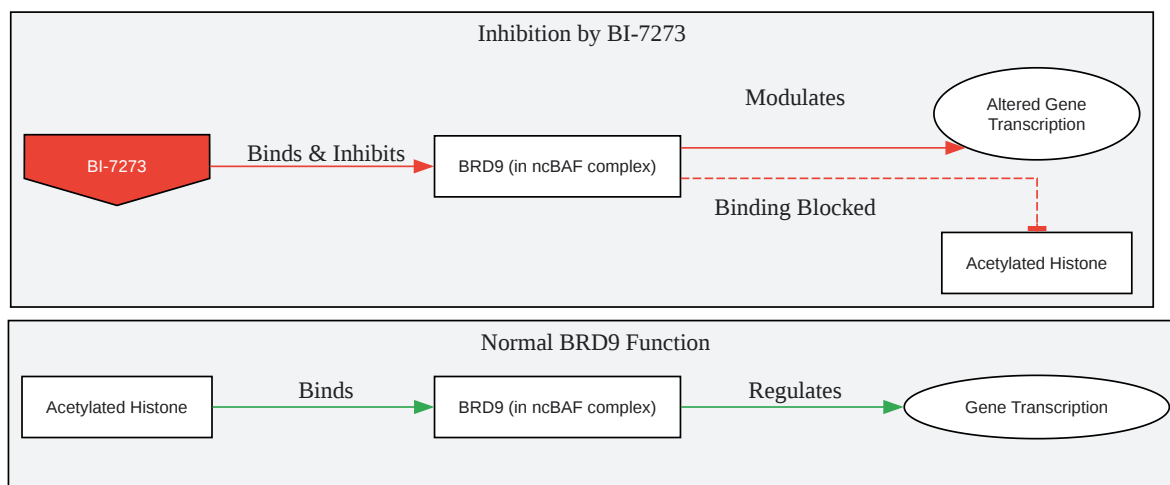 Inhibition by BI-7273
BI-7273
Binds & Inhibits
BRD9 (in ncBAF complex)
Modulates
Altered Gene
Transcription
Binding Blocked
Acetylated Histone
Normal BRD9 Function
Acetylated Histone
Binds
BRD9 (in ncBAF complex)
Regulates
Gene Transcription